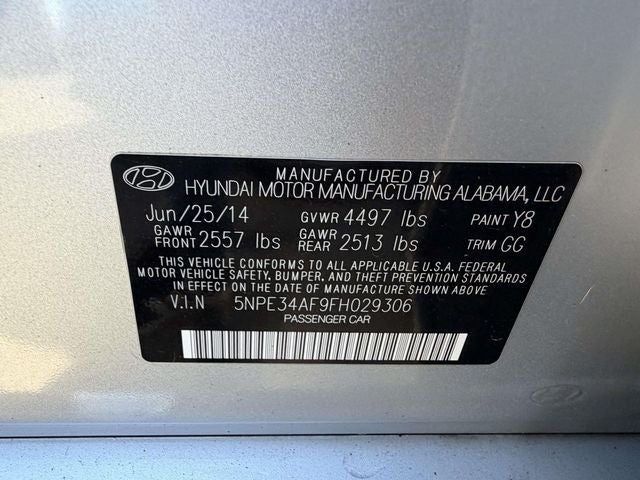 MANUFACTURED BY
HYUNDAI MOTOR MANUFACTURING ALABAMA, LLC
Jun/25/14 GVWR 4497 lbs PAINT Y8
GAWR FRONT 2557 lbs GAWR REAR 2513 lbs TRIM GG
THIS VEHICLE CONFORMS TO ALL APPLICABLE U.S.A. FEDERAL
MOTOR VEHICLE SAFETY, BUMPER, AND THEFT PREVENTION STANDARDS
IN EFFECT ON THE DATE OF MANUFACTURE SHOWN ABOVE.
V.I.N 5NPE34AF9FH029306
PASSENGER CAR